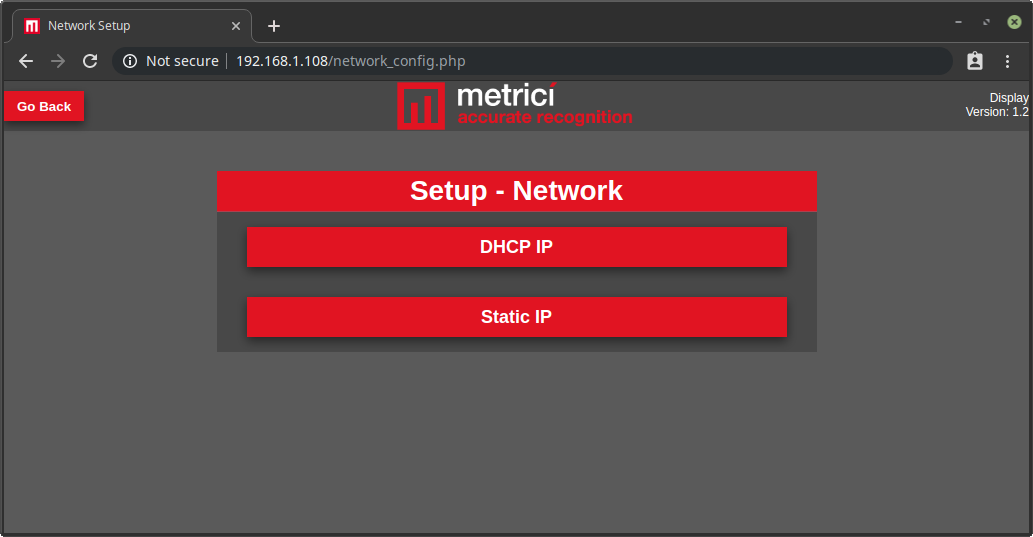 Network Setup
Not secure
192.168.1.108/network_config.php
Go Back
metrici
accurate recognition
Display
Version: 1.2
Setup - Network
DHCP IP
Static IP